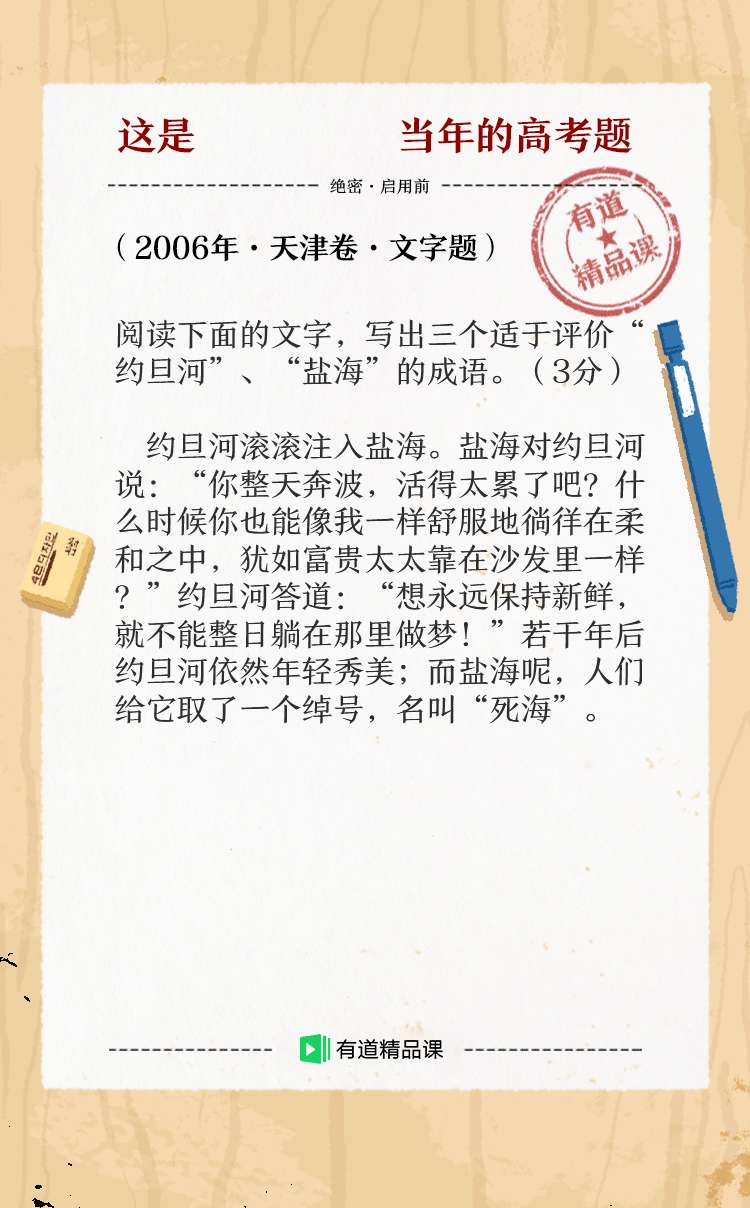 这是 当年的高考题
绝密·启用前
有道
精品课
（2006年·天津卷·文字题）
阅读下面的文字，写出三个适于评价“
约旦河”、“盐海”的成语。（3分）
约旦河滚滚注入盐海。盐海对约旦河
说：“你整天奔波，活得太累了吧？什
么时候你也能像我一样舒服地徜徉在柔
和之中，犹如富贵太太靠在沙发里一样
？”约旦河答道：“想永远保持新鲜，
就不能整日躺在那里做梦！”若干年后
约旦河依然年轻秀美；而盐海呢，人们
给它取了一个绰号，名叫“死海”。
有道精品课